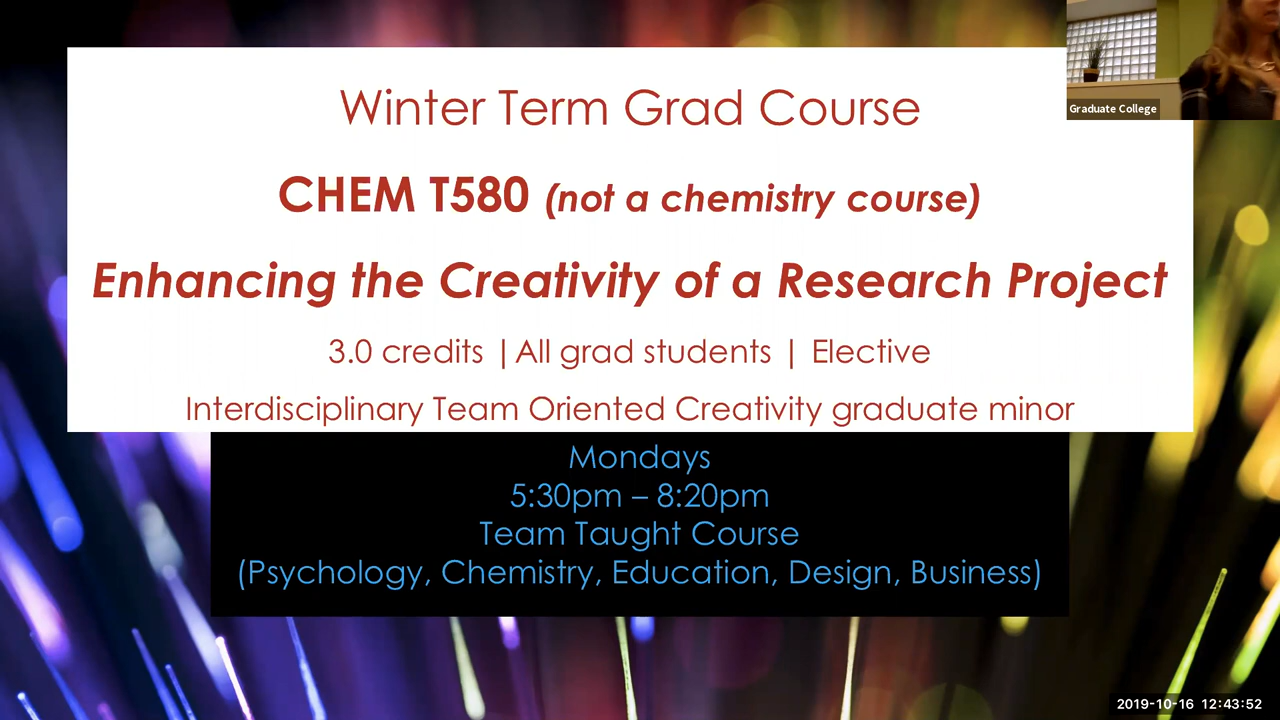 Winter Term Grad Course
CHEM T580 (not a chemistry course)
Enhancing the Creativity of a Research Project
3.0 credits |All grad students | Elective
Interdisciplinary Team Oriented Creativity graduate minor
Mondays
5:30pm – 8:20pm
Team Taught Course
(Psychology, Chemistry, Education, Design, Business)
Graduate College
2019-10-16 12:43:52